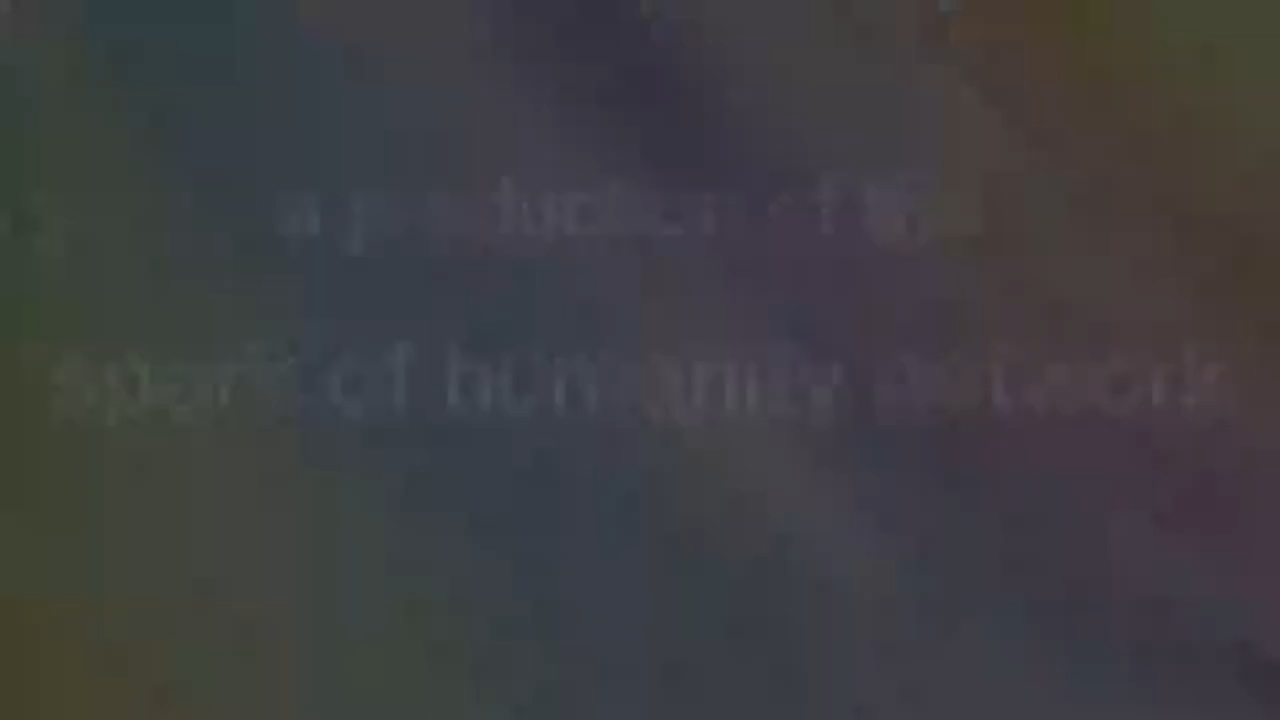 a production of the
spark of humanity network